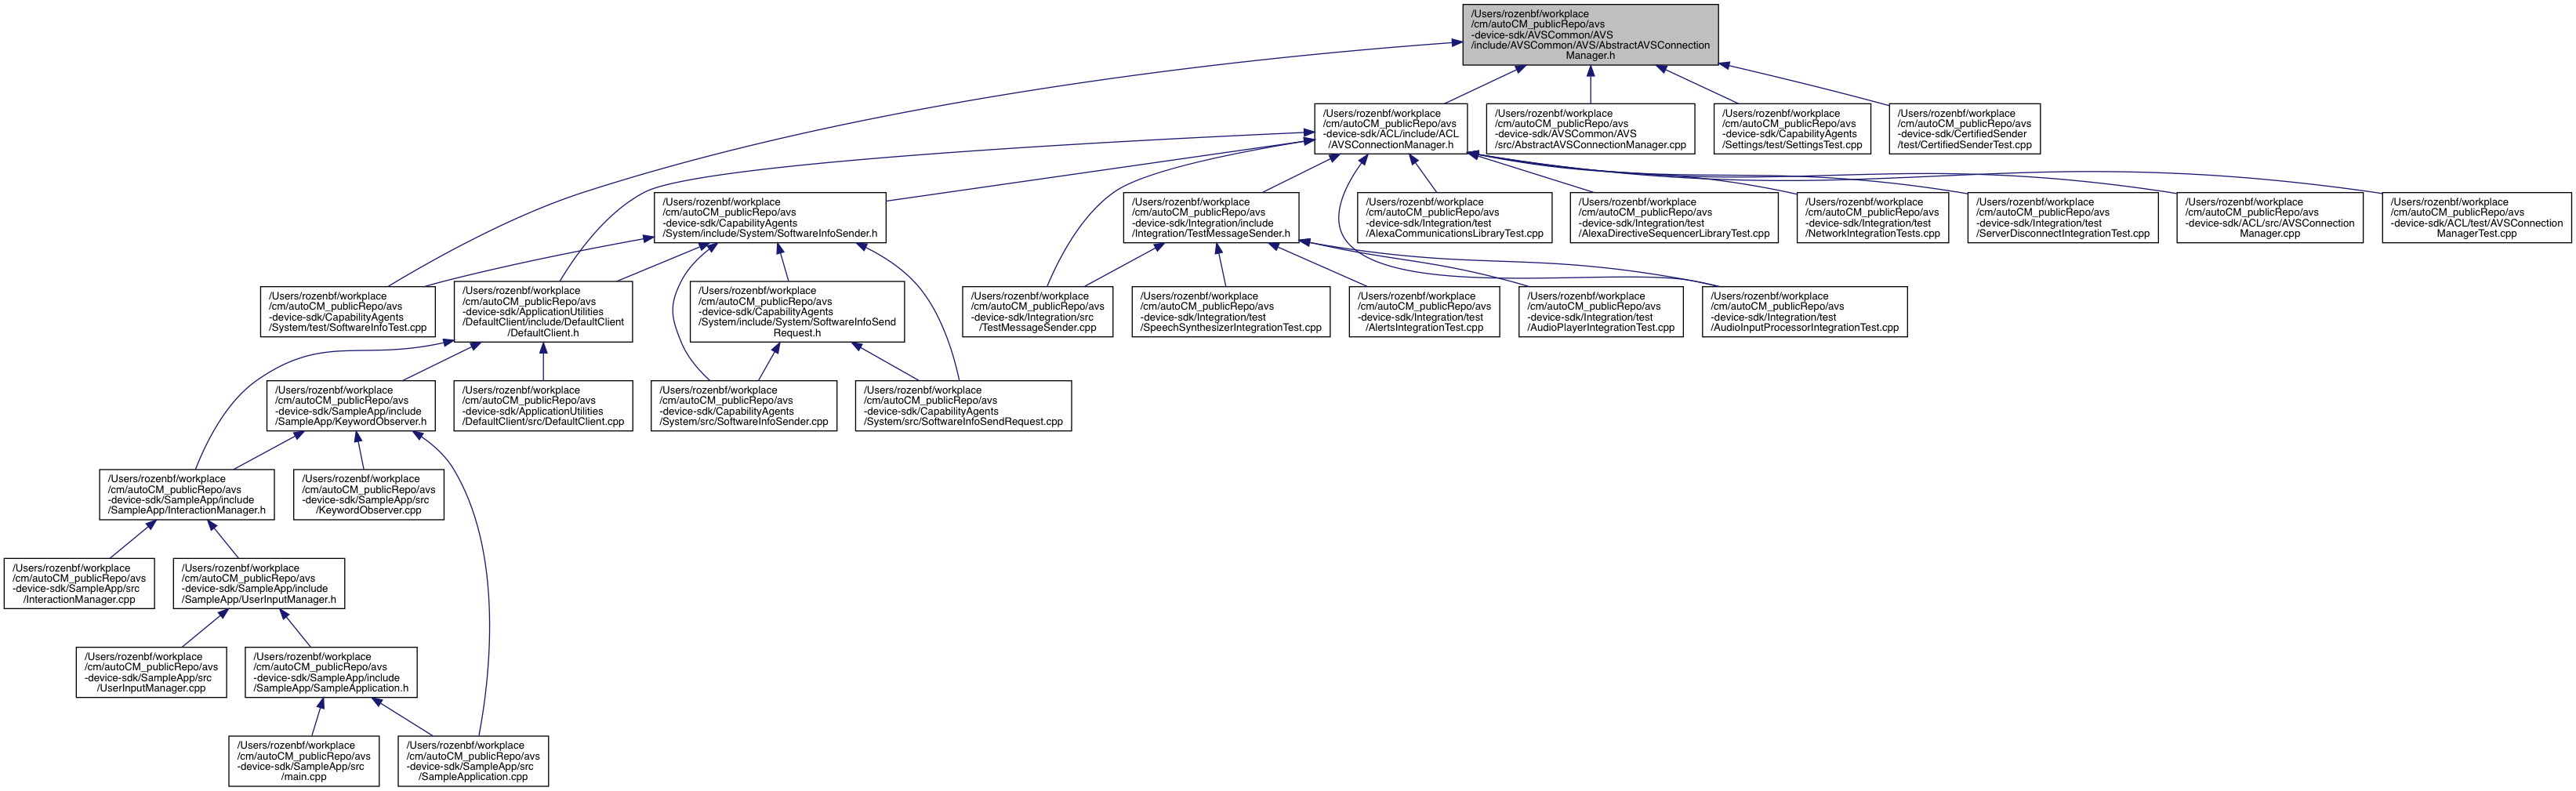 /Users/rozenbf/workplace
/cm/autoCM_publicRepo/avs
-device-sdk/AVSCommon/AVS
/include/AVSCommon/AVS/AbstractAVSConnection
Manager.h
/Users/rozenbf/workplace
/cm/autoCM_publicRepo/avs
-device-sdk/ACL/include/ACL
/AVSConnectionManager.h
/Users/rozenbf/workplace
/cm/autoCM_publicRepo/avs
-device-sdk/AVSCommon/AVS
/src/AbstractAVSConnectionManager.cpp
/Users/rozenbf/workplace
/cm/autoCM_publicRepo/avs
-device-sdk/CapabilityAgents
/Settings/test/SettingsTest.cpp
/Users/rozenbf/workplace
/cm/autoCM_publicRepo/avs
-device-sdk/CertifiedSender
/test/CertifiedSenderTest.cpp
/Users/rozenbf/workplace
/cm/autoCM_publicRepo/avs
-device-sdk/CapabilityAgents
/System/include/System/SoftwareInfoSender.h
/Users/rozenbf/workplace
/cm/autoCM_publicRepo/avs
-device-sdk/Integration/include
/Integration/TestMessageSender.h
/Users/rozenbf/workplace
/cm/autoCM_publicRepo/avs
-device-sdk/Integration/test
/AlexaCommunicationsLibraryTest.cpp
/Users/rozenbf/workplace
/cm/autoCM_publicRepo/avs
-device-sdk/Integration/test
/AlexaDirectiveSequencerLibraryTest.cpp
/Users/rozenbf/workplace
/cm/autoCM_publicRepo/avs
-device-sdk/Integration/test
/NetworkIntegrationTests.cpp
/Users/rozenbf/workplace
/cm/autoCM_publicRepo/avs
-device-sdk/Integration/test
/ServerDisconnectIntegrationTest.cpp
/Users/rozenbf/workplace
/cm/autoCM_publicRepo/avs
-device-sdk/ACL/src/AVSConnection
Manager.cpp
/Users/rozenbf/workplace
/cm/autoCM_publicRepo/avs
-device-sdk/ACL/test/AVSConnection
ManagerTest.cpp
/Users/rozenbf/workplace
/cm/autoCM_publicRepo/avs
-device-sdk/CapabilityAgents
/System/test/SoftwareInfoTest.cpp
/Users/rozenbf/workplace
/cm/autoCM_publicRepo/avs
-device-sdk/ApplicationUtilities
/DefaultClient/include/DefaultClient
/DefaultClient.h
/Users/rozenbf/workplace
/cm/autoCM_publicRepo/avs
-device-sdk/CapabilityAgents
/System/include/System/SoftwareInfoSend
Request.h
/Users/rozenbf/workplace
/cm/autoCM_publicRepo/avs
-device-sdk/Integration/src
/TestMessageSender.cpp
/Users/rozenbf/workplace
/cm/autoCM_publicRepo/avs
-device-sdk/Integration/test
/SpeechSynthesizerIntegrationTest.cpp
/Users/rozenbf/workplace
/cm/autoCM_publicRepo/avs
-device-sdk/Integration/test
/AlertsIntegrationTest.cpp
/Users/rozenbf/workplace
/cm/autoCM_publicRepo/avs
-device-sdk/Integration/test
/AudioPlayerIntegrationTest.cpp
/Users/rozenbf/workplace
/cm/autoCM_publicRepo/avs
-device-sdk/Integration/test
/AudioInputProcessorIntegrationTest.cpp
/Users/rozenbf/workplace
/cm/autoCM_publicRepo/avs
-device-sdk/SampleApp/include
/SampleApp/KeywordObserver.h
/Users/rozenbf/workplace
/cm/autoCM_publicRepo/avs
-device-sdk/ApplicationUtilities
/DefaultClient/src/DefaultClient.cpp
/Users/rozenbf/workplace
/cm/autoCM_publicRepo/avs
-device-sdk/CapabilityAgents
/System/src/SoftwareInfoSender.cpp
/Users/rozenbf/workplace
/cm/autoCM_publicRepo/avs
-device-sdk/CapabilityAgents
/System/src/SoftwareInfoSendRequest.cpp
/Users/rozenbf/workplace
/cm/autoCM_publicRepo/avs
-device-sdk/SampleApp/include
/SampleApp/InteractionManager.h
/Users/rozenbf/workplace
/cm/autoCM_publicRepo/avs
-device-sdk/SampleApp/src
/KeywordObserver.cpp
/Users/rozenbf/workplace
/cm/autoCM_publicRepo/avs
-device-sdk/SampleApp/src
/InteractionManager.cpp
/Users/rozenbf/workplace
/cm/autoCM_publicRepo/avs
-device-sdk/SampleApp/include
/SampleApp/UserInputManager.h
/Users/rozenbf/workplace
/cm/autoCM_publicRepo/avs
-device-sdk/SampleApp/src
/UserInputManager.cpp
/Users/rozenbf/workplace
/cm/autoCM_publicRepo/avs
-device-sdk/SampleApp/include
/SampleApp/SampleApplication.h
/Users/rozenbf/workplace
/cm/autoCM_publicRepo/avs
-device-sdk/SampleApp/src
/main.cpp
/Users/rozenbf/workplace
/cm/autoCM_publicRepo/avs
-device-sdk/SampleApp/src
/SampleApplication.cpp